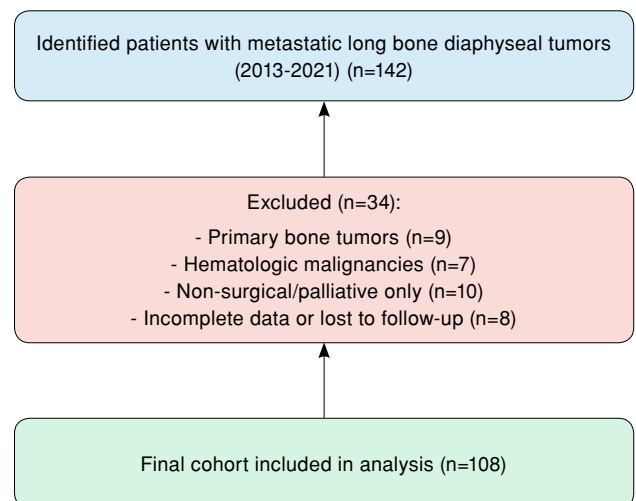 Identified patients with metastatic long bone diaphyseal tumors
(2013-2021) (n=142)
Excluded (n=34):
- Primary bone tumors (n=9)
- Hematologic malignancies (n=7)
- Non-surgical/palliative only (n=10)
- Incomplete data or lost to follow-up (n=8)
Final cohort included in analysis (n=108)